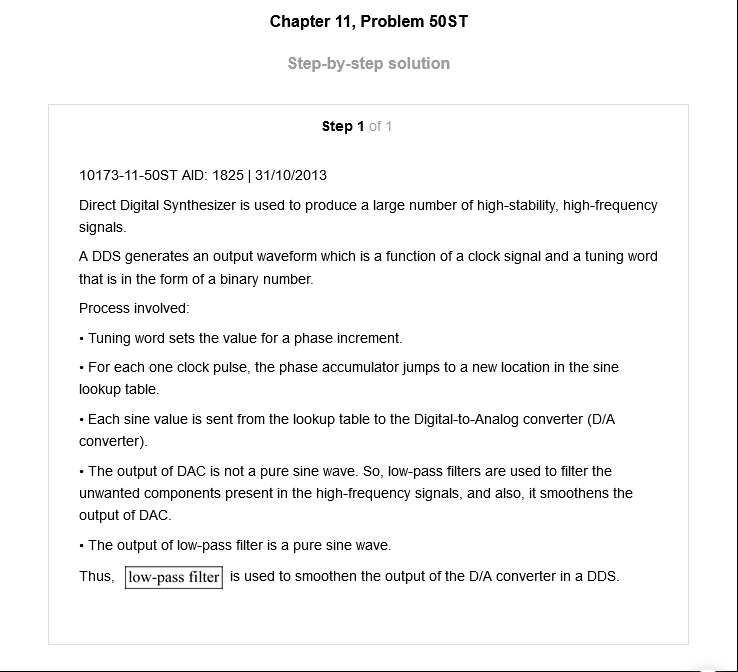 Chapter 11, Problem 50ST
Step-by-step solution
Step 1 of 1
10173-11-50ST AID: 1825 | 31/10/2013
Direct Digital Synthesizer is used to produce a large number of high-stability, high-frequency
signals.
A DDS generates an output waveform which is a function of a clock signal and a tuning word
that is in the form of a binary number.
Process involved:
• Tuning word sets the value for a phase increment.
• For each one clock pulse, the phase accumulator jumps to a new location in the sine
lookup table.
• Each sine value is sent from the lookup table to the Digital-to-Analog converter (D/A
converter).
• The output of DAC is not a pure sine wave. So, low-pass filters are used to filter the
unwanted components present in the high-frequency signals, and also, it smoothens the
output of DAC.
• The output of low-pass filter is a pure sine wave.
Thus, low-pass filter is used to smoothen the output of the D/A converter in a DDS.